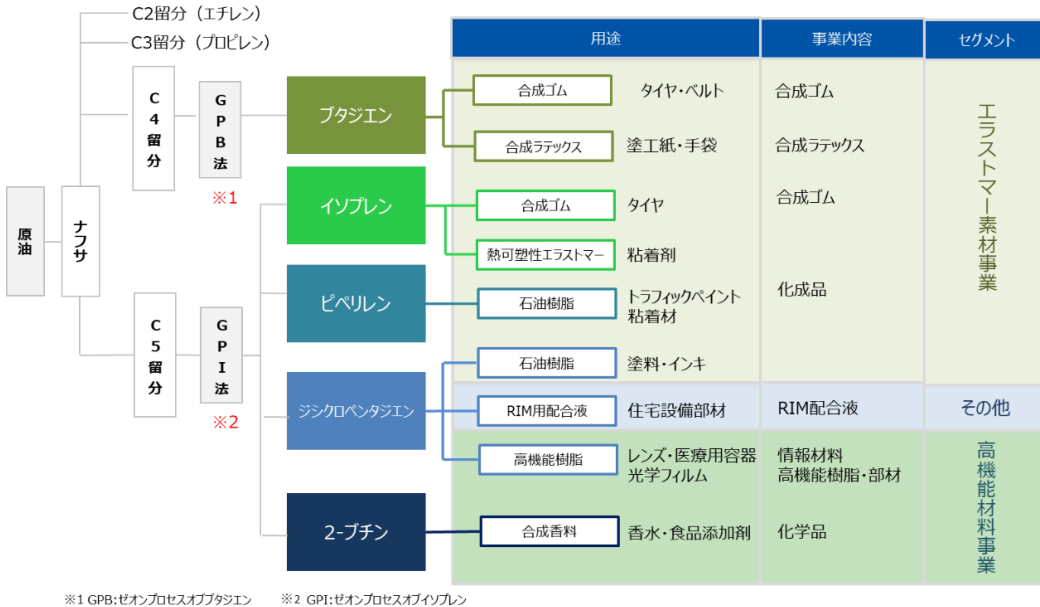 C2留分（エチレン）
C3留分（プロピレン）
用途
事業内容
セグメント
原油
ナフサ
C4留分
GPB法
※1
C5留分
GPI法
※2
ブタジエン
合成ゴム
タイヤ・ベルト
合成ゴム
合成ラテックス
塗工紙・手袋
合成ラテックス
イソプレン
合成ゴム
タイヤ
合成ゴム
熱可塑性エラストマー
粘着剤
ピペリレン
石油樹脂
トラフィックペイント
粘着材
化成品
ジシクロペンタジエン
石油樹脂
塗料・インキ
エラストマー素材事業
RIM用配合液
住宅設備部材
RIM配合液
その他
高機能樹脂
レンズ・医療用容器
光学フィルム
情報材料
高機能樹脂・部材
2-ブチン
合成香料
香水・食品添加剤
化学品
高機能材料事業
※1 GPB:ゼオンプロセスオブブタジエン
※2 GPI:ゼオンプロセスオブイソプレン